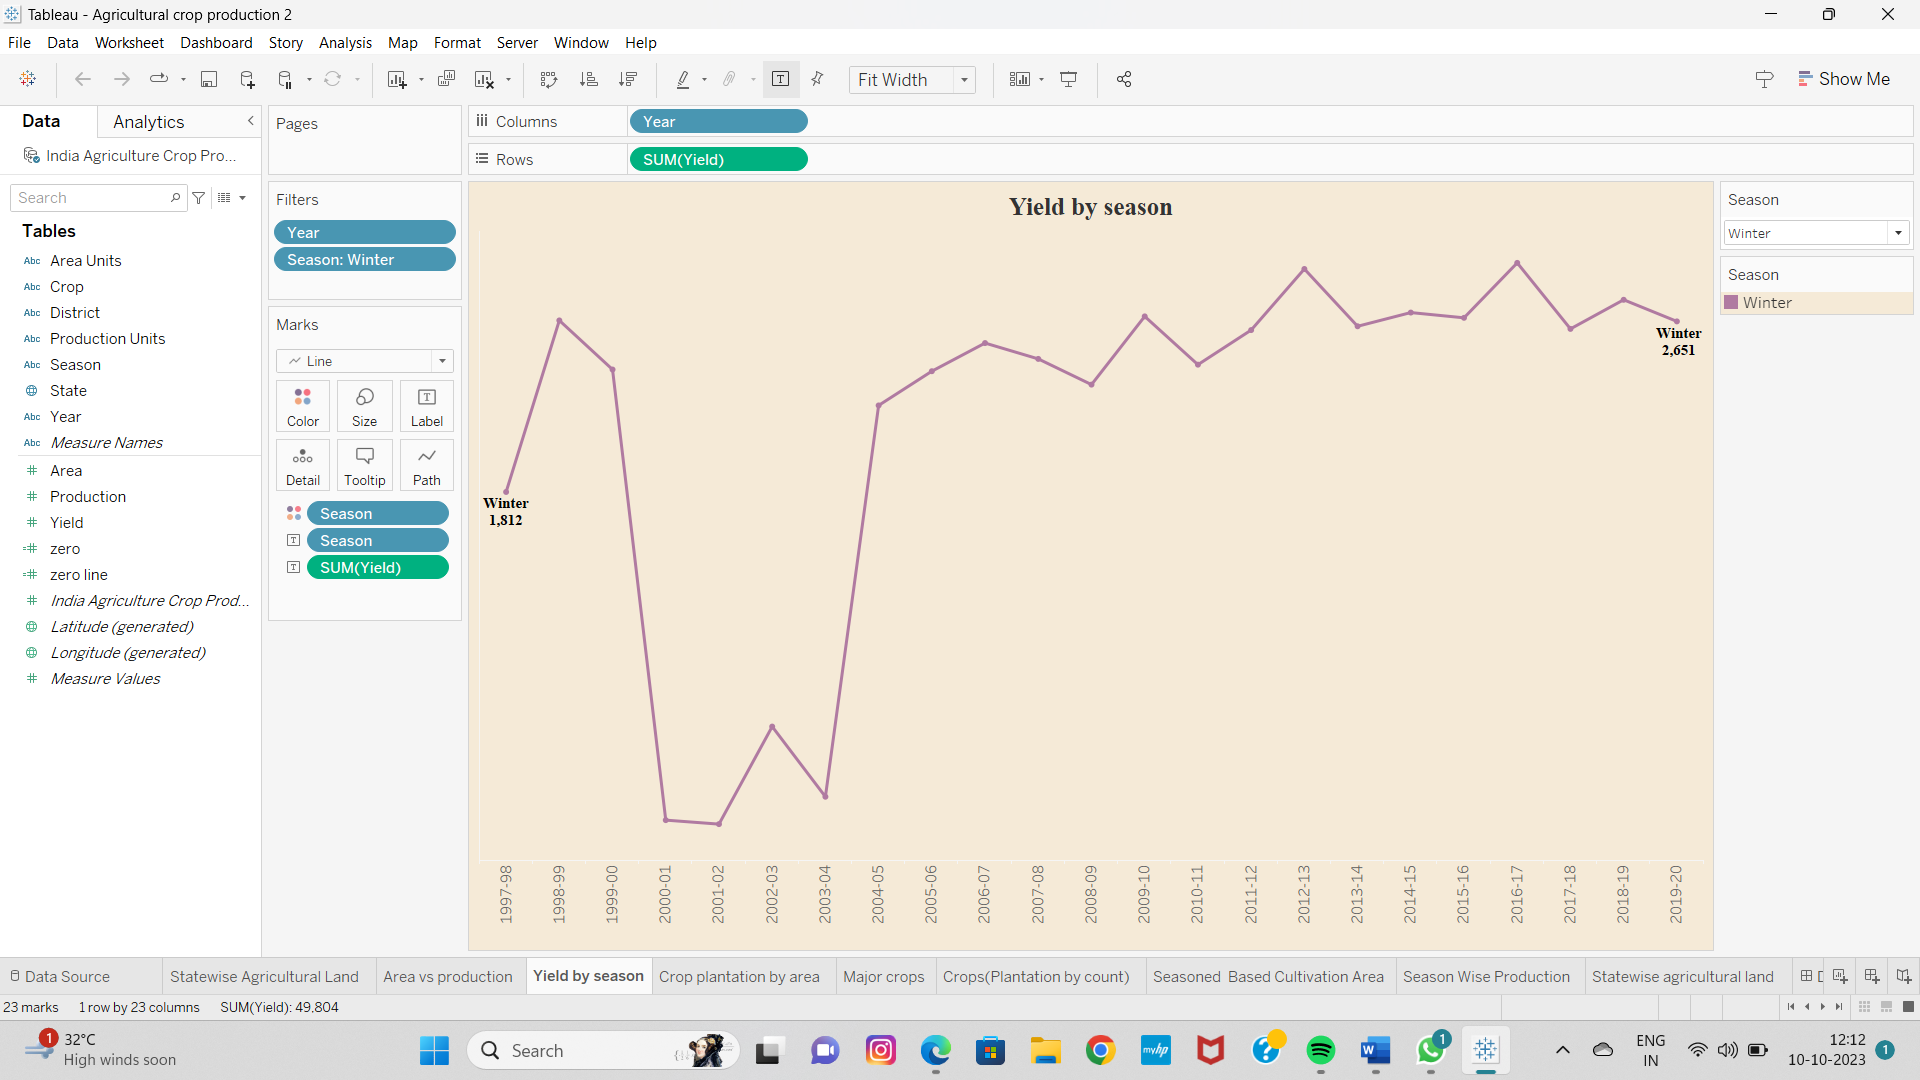 Tableau - Agricultural crop production 2
File Data Worksheet Dashboard Story Analysis Map Format Server Window Help
Fit Width
Show Me
Data Analytics
India Agriculture Crop Pro...
Search
Tables
Abc Area Units
Abc Crop
Abc District
Abc Production Units
Abc Season
State
Abc Year
Abc Measure Names
# Area
# Production
# Yield
=# zero
=# zero line
# India Agriculture Crop Prod...
Latitude (generated)
Longitude (generated)
# Measure Values
Pages
Filters
Year
Season: Winter
Marks
Line
Color Size Label
Detail Tooltip Path
Season
Season
SUM(Yield)
Columns Year
Rows SUM(Yield)
Yield by season
Winter
1,812
Winter
2,651
1997-98
1998-99
1999-00
2000-01
2001-02
2002-03
2003-04
2004-05
2005-06
2006-07
2007-08
2008-09
2009-10
2010-11
2011-12
2012-13
2013-14
2014-15
2015-16
2016-17
2017-18
2018-19
2019-20
Season
Winter
Season
Winter
Data Source Statewise Agricultural Land Area vs production Yield by season Crop plantation by area Major crops Crops(Plantation by count) Seasoned Based Cultivation Area Season Wise Production Statewise agricultural land
23 marks 1 row by 23 columns SUM(Yield): 49,804
1
32°C
High winds soon
Search
myhp
1
ENG
IN
12:12
10-10-2023
1